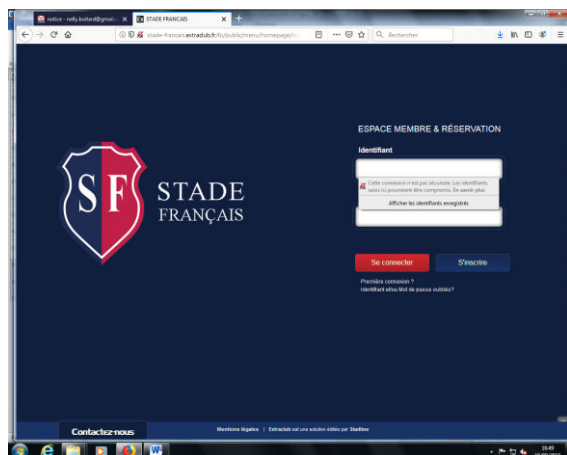 notice - nelly.boitard@gmail.c
STADE FRANCAIS
stade-francais.extraclub.fr/fo/public/menu/homepage/
Rechercher
ESPACE MEMBRE & RÉSERVATION
Identifiant
Cette connexion n'est pas sécurisée. Les identifiants
saisis ici pourraient être compromis. En savoir plus
Afficher les identifiants enregistrés
SF
STADE
FRANÇAIS
Se connecter
S'inscrire
Première connexion ?
Identifiant et/ou Mot de passe oubliés?
Contactez-nous
Mentions légales | Extraclub est une solution éditée par Stadline
16:49